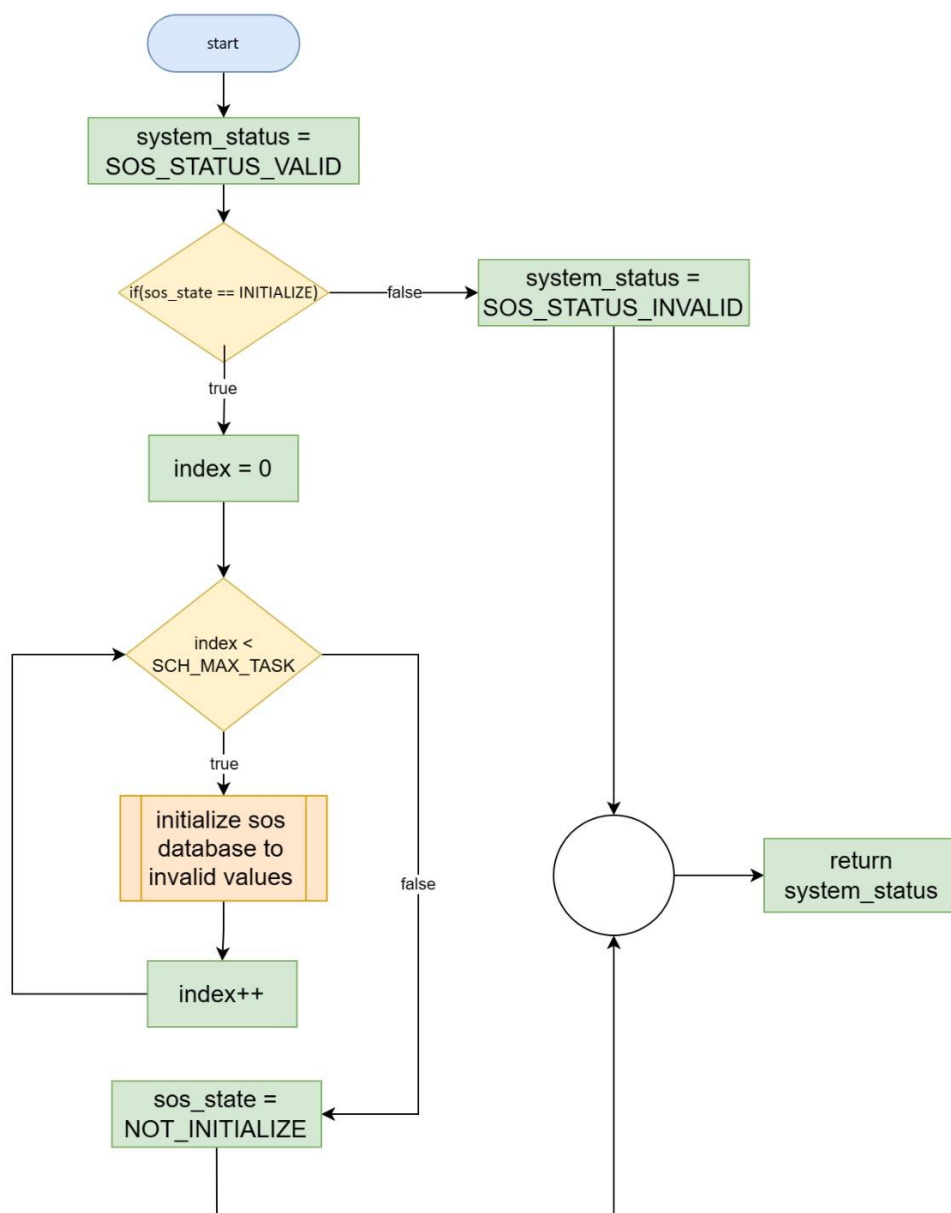 start
system_status =
SOS_STATUS_VALID
if(sos_state == INITIALIZE)
false
system_status =
SOS_STATUS_INVALID
true
index = 0
index <
SCH_MAX_TASK
true
initialize sos
database to
invalid values
false
return
system_status
index++
sos_state =
NOT_INITIALIZE